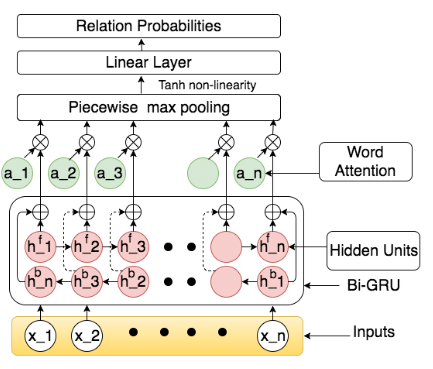 Relation Probabilities
Linear Layer
Tanh non-linearity
Piecewise max pooling
a_1 a_2 a_3 a_n
Word
Attention
h^f_1 h^f_2 h^f_3 h^f_n
Hidden Units
h^b_n h^b_3 h^b_2 h^b_1
Bi-GRU
x_1 x_2 x_n
Inputs